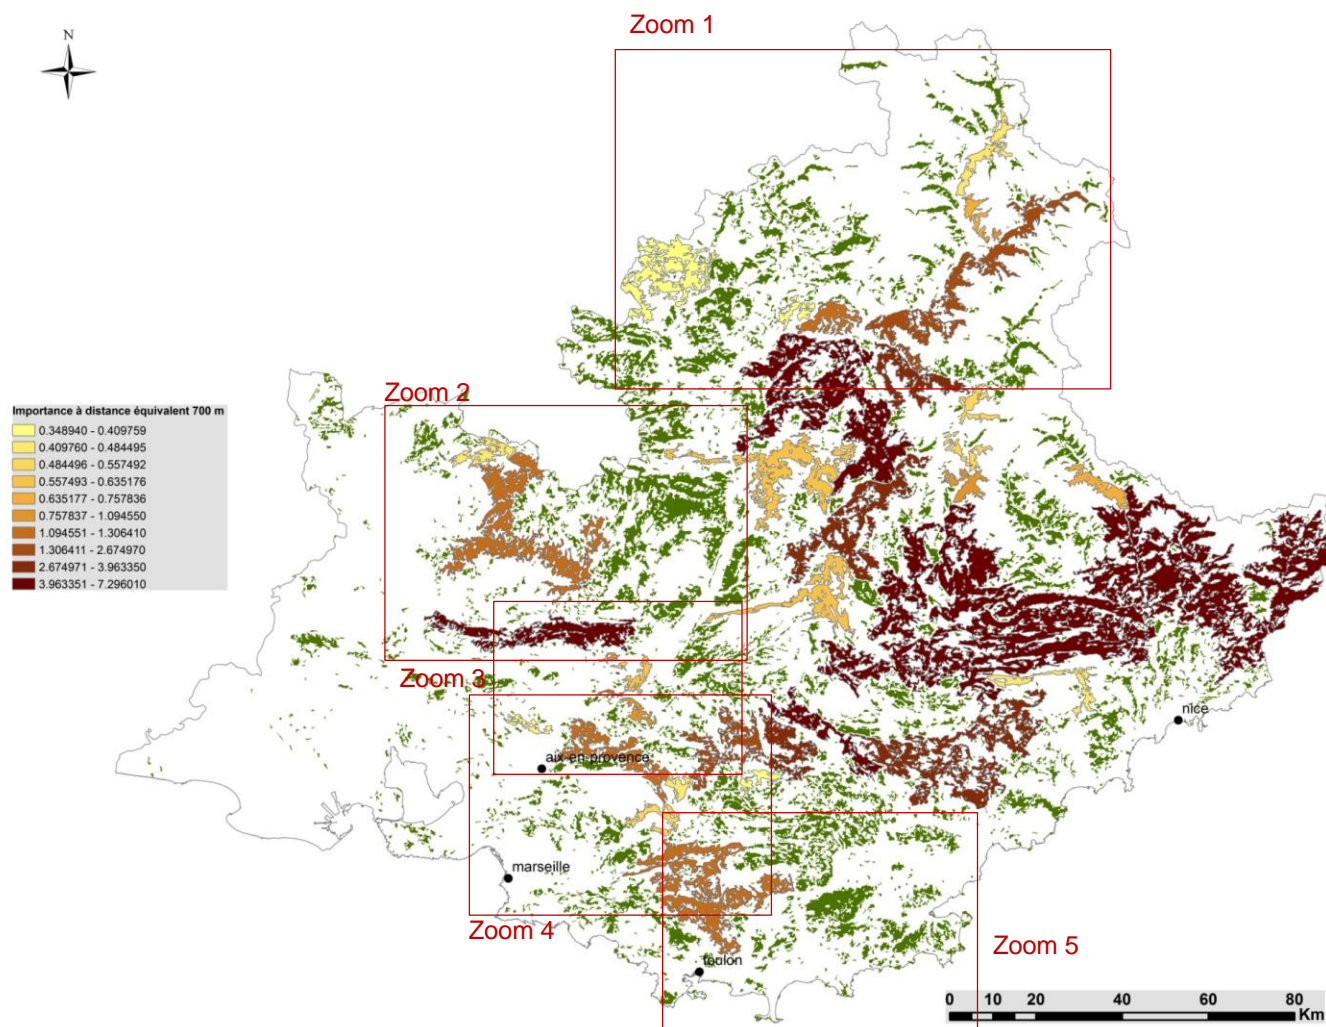 Zoom 1
N
Zoom 2
Importance à distance équivalent 700 m
0.348940 - 0.409759
0.409760 - 0.484495
0.484496 - 0.557492
0.557493 - 0.635176
0.635177 - 0.757836
0.757837 - 1.094550
1.094551 - 1.306410
1.306411 - 2.674970
2.674971 - 3.963350
3.963351 - 7.296010
Zoom 3
nice
aix-en-provence
marseille
Zoom 4
Zoom 5
toulon
0 10 20 40 60 80
Km